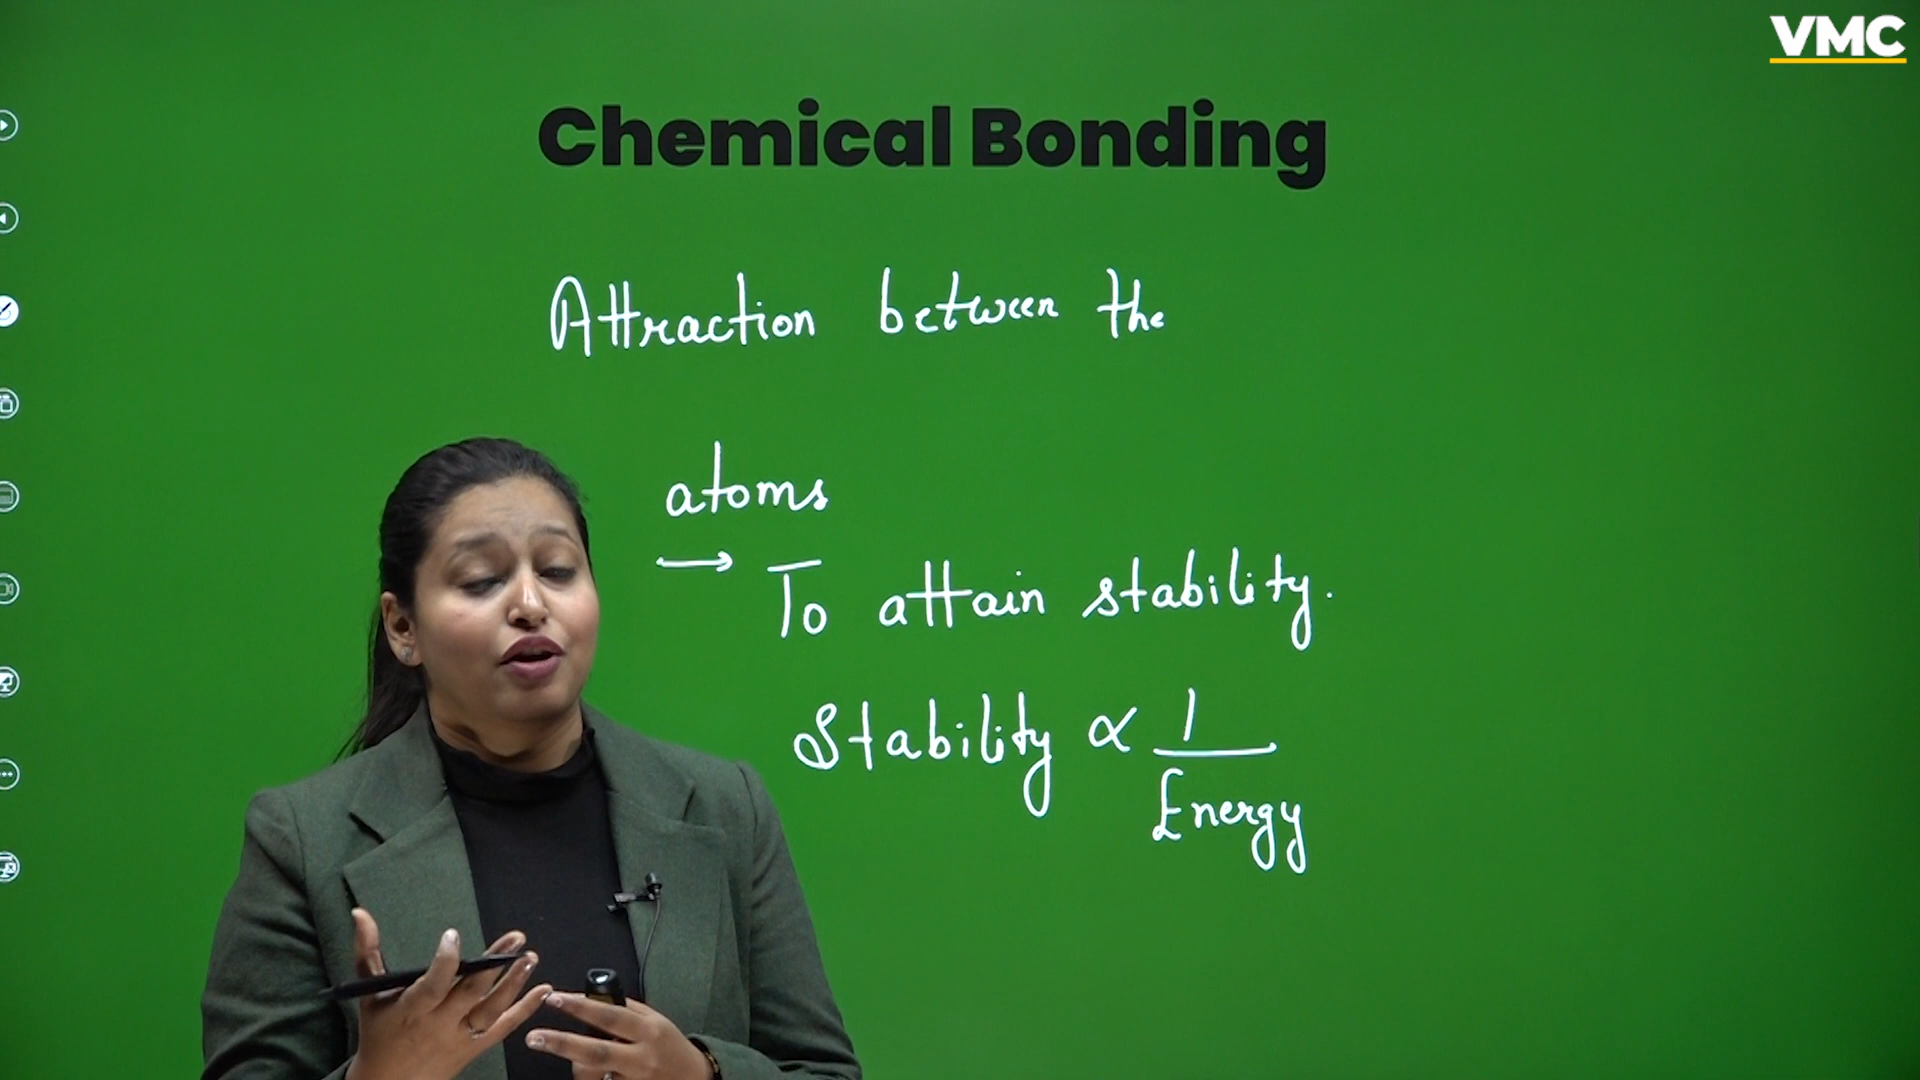 VMC
Chemical Bonding
Attraction between the
atoms
→ To attain stability.
Stability ∝ 1
Energy